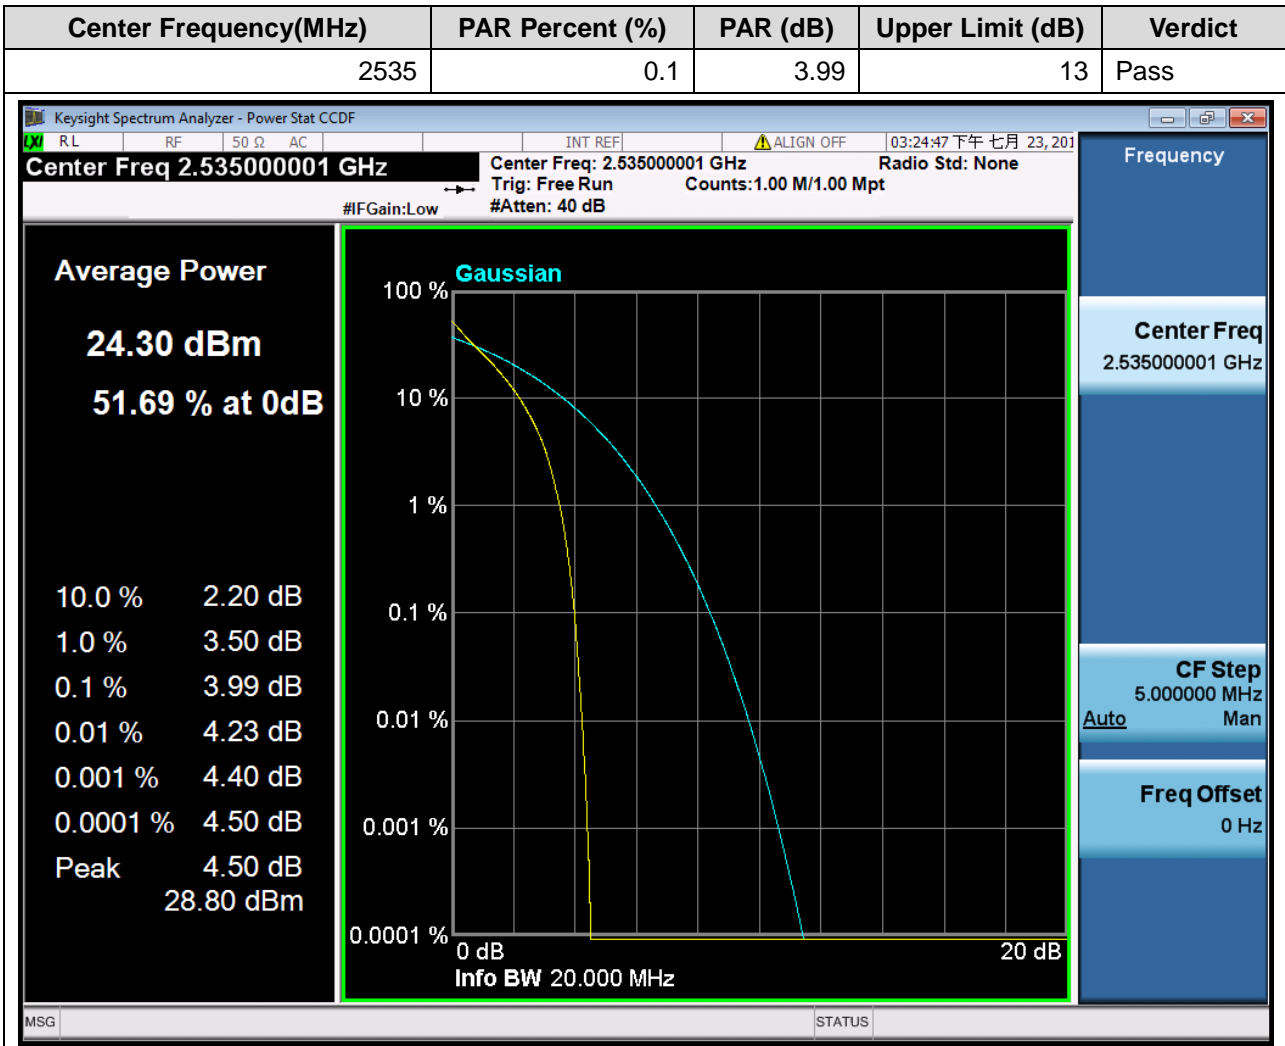 Center Frequency(MHz) PAR Percent (%) PAR (dB) Upper Limit (dB) Verdict
2535 0.1 3.99 13 Pass
Keysight Spectrum Analyzer - Power Stat CCDF
LXI RL RF 50 Ω AC INT REF ALIGN OFF 03:24:47 下午 七月 23, 201
Center Freq 2.535000001 GHz
Center Freq: 2.535000001 GHz Radio Std: None
Trig: Free Run Counts:1.00 M/1.00 Mpt
#IFGain:Low #Atten: 40 dB
Frequency
Average Power
24.30 dBm
51.69 % at 0dB
10.0 % 2.20 dB
1.0 % 3.50 dB
0.1 % 3.99 dB
0.01 % 4.23 dB
0.001 % 4.40 dB
0.0001 % 4.50 dB
Peak 4.50 dB
28.80 dBm
Gaussian
100 %
10 %
1 %
0.1 %
0.01 %
0.001 %
0.0001 %
0 dB 20 dB
Info BW 20.000 MHz
Center Freq
2.535000001 GHz
CF Step
5.000000 MHz
Auto Man
Freq Offset
0 Hz
MSG STATUS